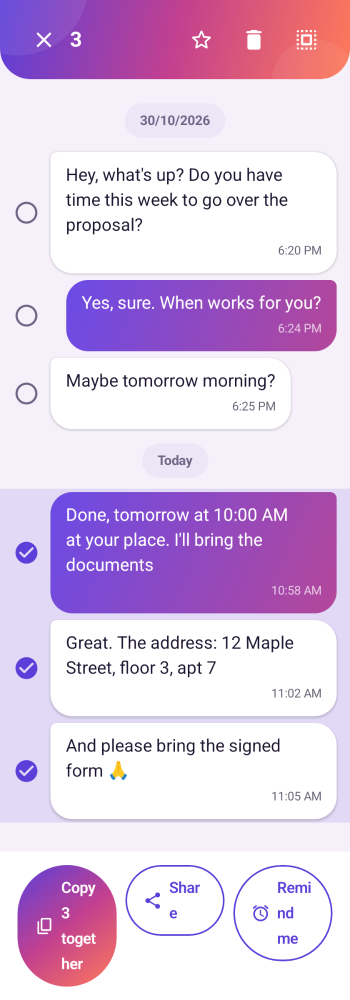 3
30/10/2026
Hey, what's up? Do you have
time this week to go over the
proposal?
6:20 PM
Yes, sure. When works for you?
6:24 PM
Maybe tomorrow morning?
6:25 PM
Today
Done, tomorrow at 10:00 AM
at your place. I'll bring the
documents
10:58 AM
Great. The address: 12 Maple
Street, floor 3, apt 7
11:02 AM
And please bring the signed
form 🙏
11:05 AM
Copy
3
toget
her
Shar
e
Remi
nd
me